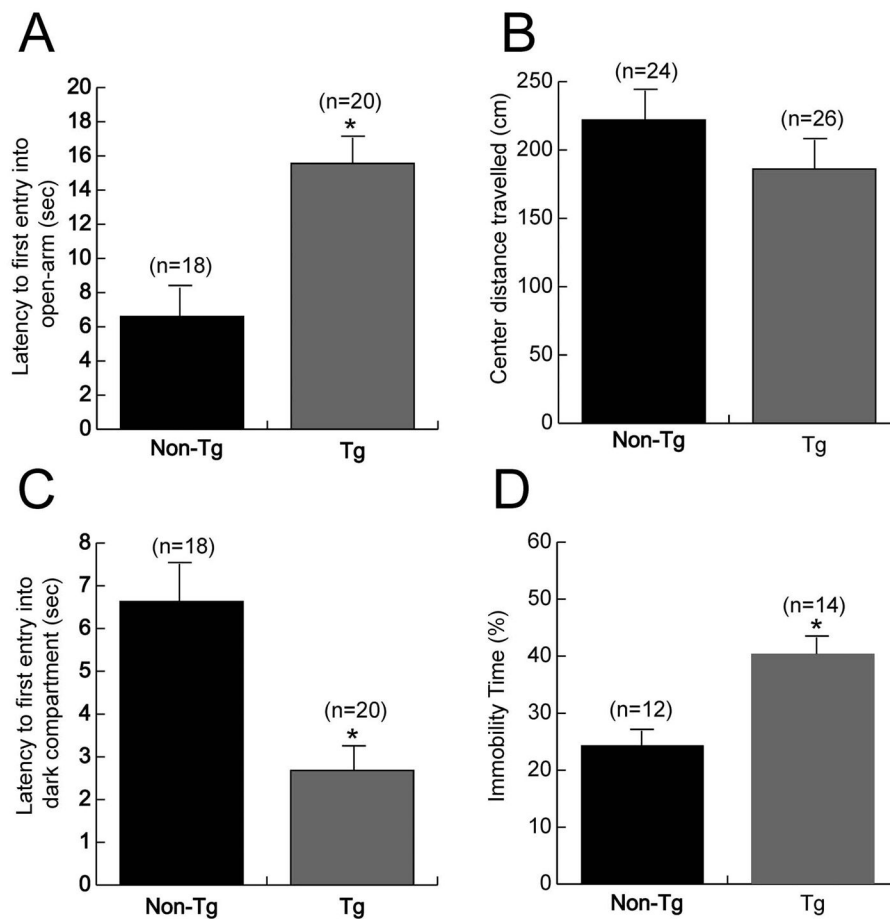 A
Latency to first entry into
open-arm (sec)
20
18
16
14
12
10
8
6
4
2
0
(n=18)
(n=20)
*
Non-Tg
Tg
B
Center distance travelled (cm)
250
200
150
100
50
0
(n=24)
(n=26)
Non-Tg
Tg
C
Latency to first entry into
dark compartment (sec)
8
7
6
5
4
3
2
1
0
(n=18)
(n=20)
*
Non-Tg
Tg
D
Immobility Time (%)
60
50
40
30
20
10
0
(n=12)
(n=14)
*
Non-Tg
Tg